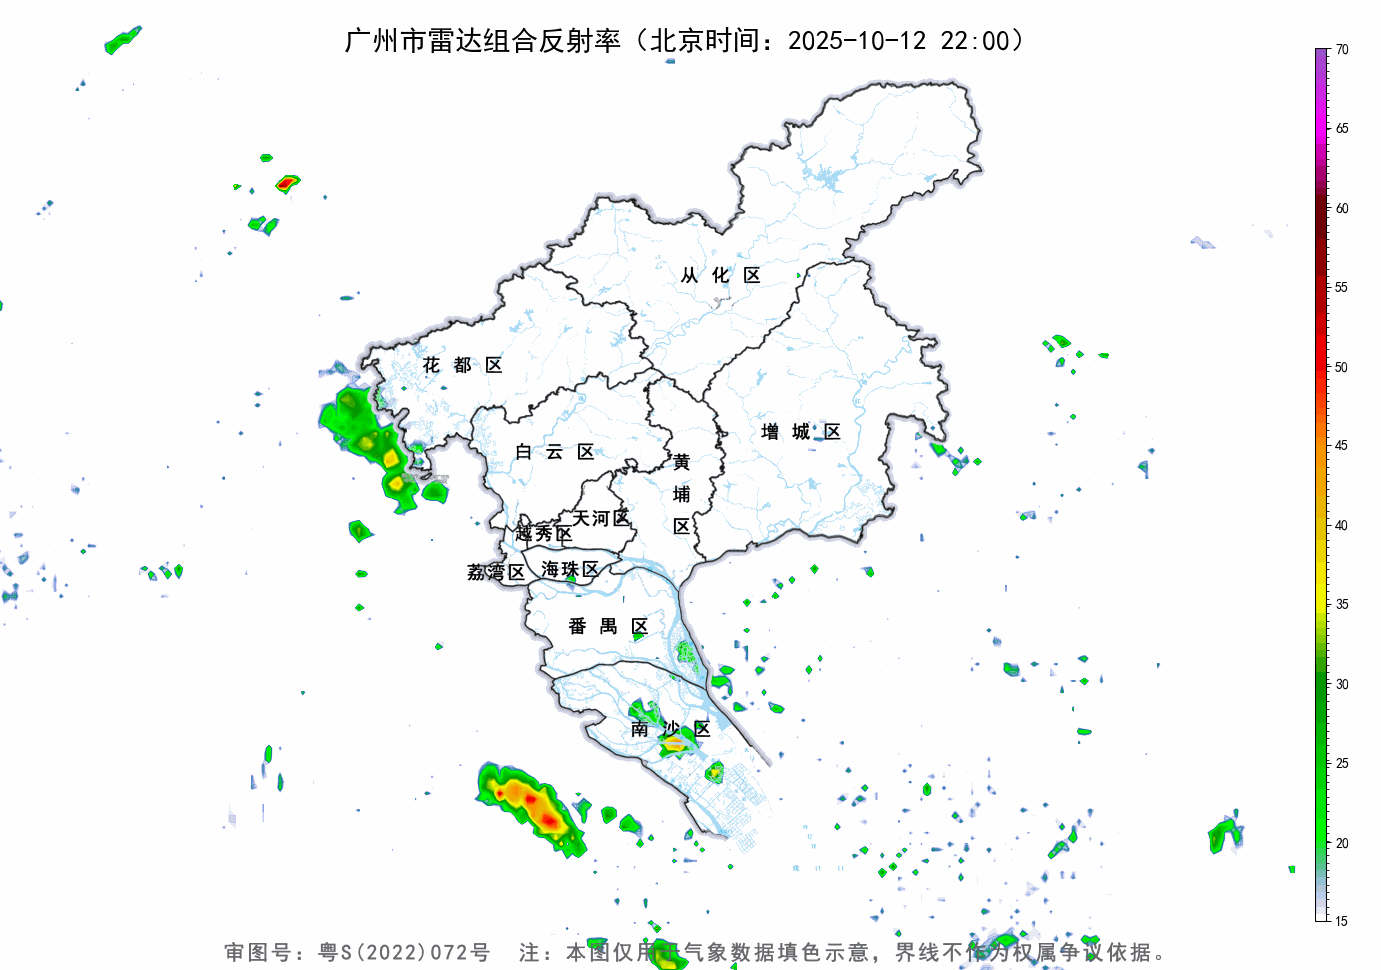 广州市雷达组合反射率（北京时间：2025-10-12 22:00）
70
65
60
55
50
45
40
35
30
25
20
15
从化区
花都区
增城区
白云区
黄埔区
天河区
越秀区
荔湾区
海珠区
番禺区
南沙区
审图号：粤S(2022)072号 注：本图仅用于气象数据填色示意，界线不作为权属争议依据。